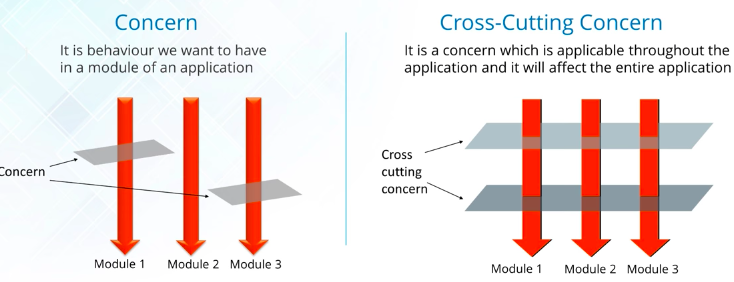 Concern
It is behaviour we want to have
in a module of an application
Concern
Module 1
Module 2
Module 3
Cross-Cutting Concern
It is a concern which is applicable throughout the
application and it will affect the entire application
Cross
cutting
concern
Module 1
Module 2
Module 3